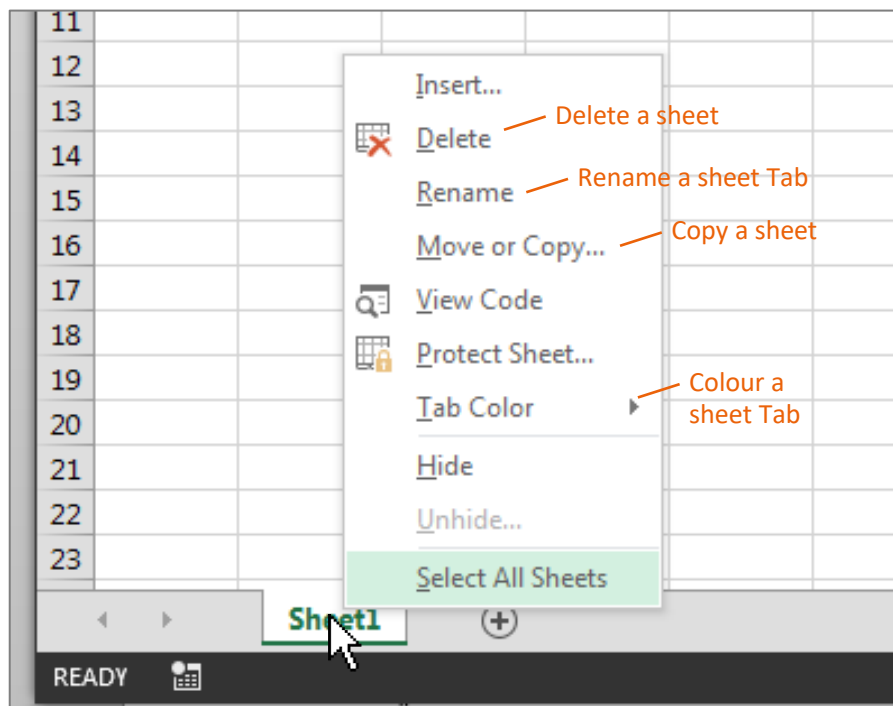 11
12
Insert...
13
Delete
Delete a sheet
14
15
Rename
Rename a sheet Tab
16
Move or Copy...
Copy a sheet
17
View Code
18
Protect Sheet...
19
Tab Color
Colour a
sheet Tab
20
21
Hide
22
Unhide...
23
Select All Sheets
Sheet1
READY